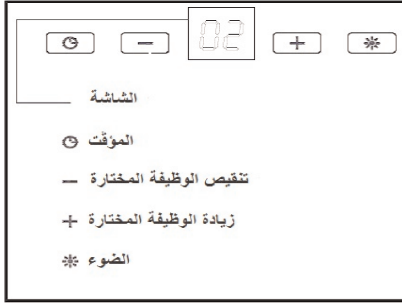 02
الشاشة
المؤقت
تنقيص الوظيفة المختارة −
زيادة الوظيفة المختارة +
الضوء